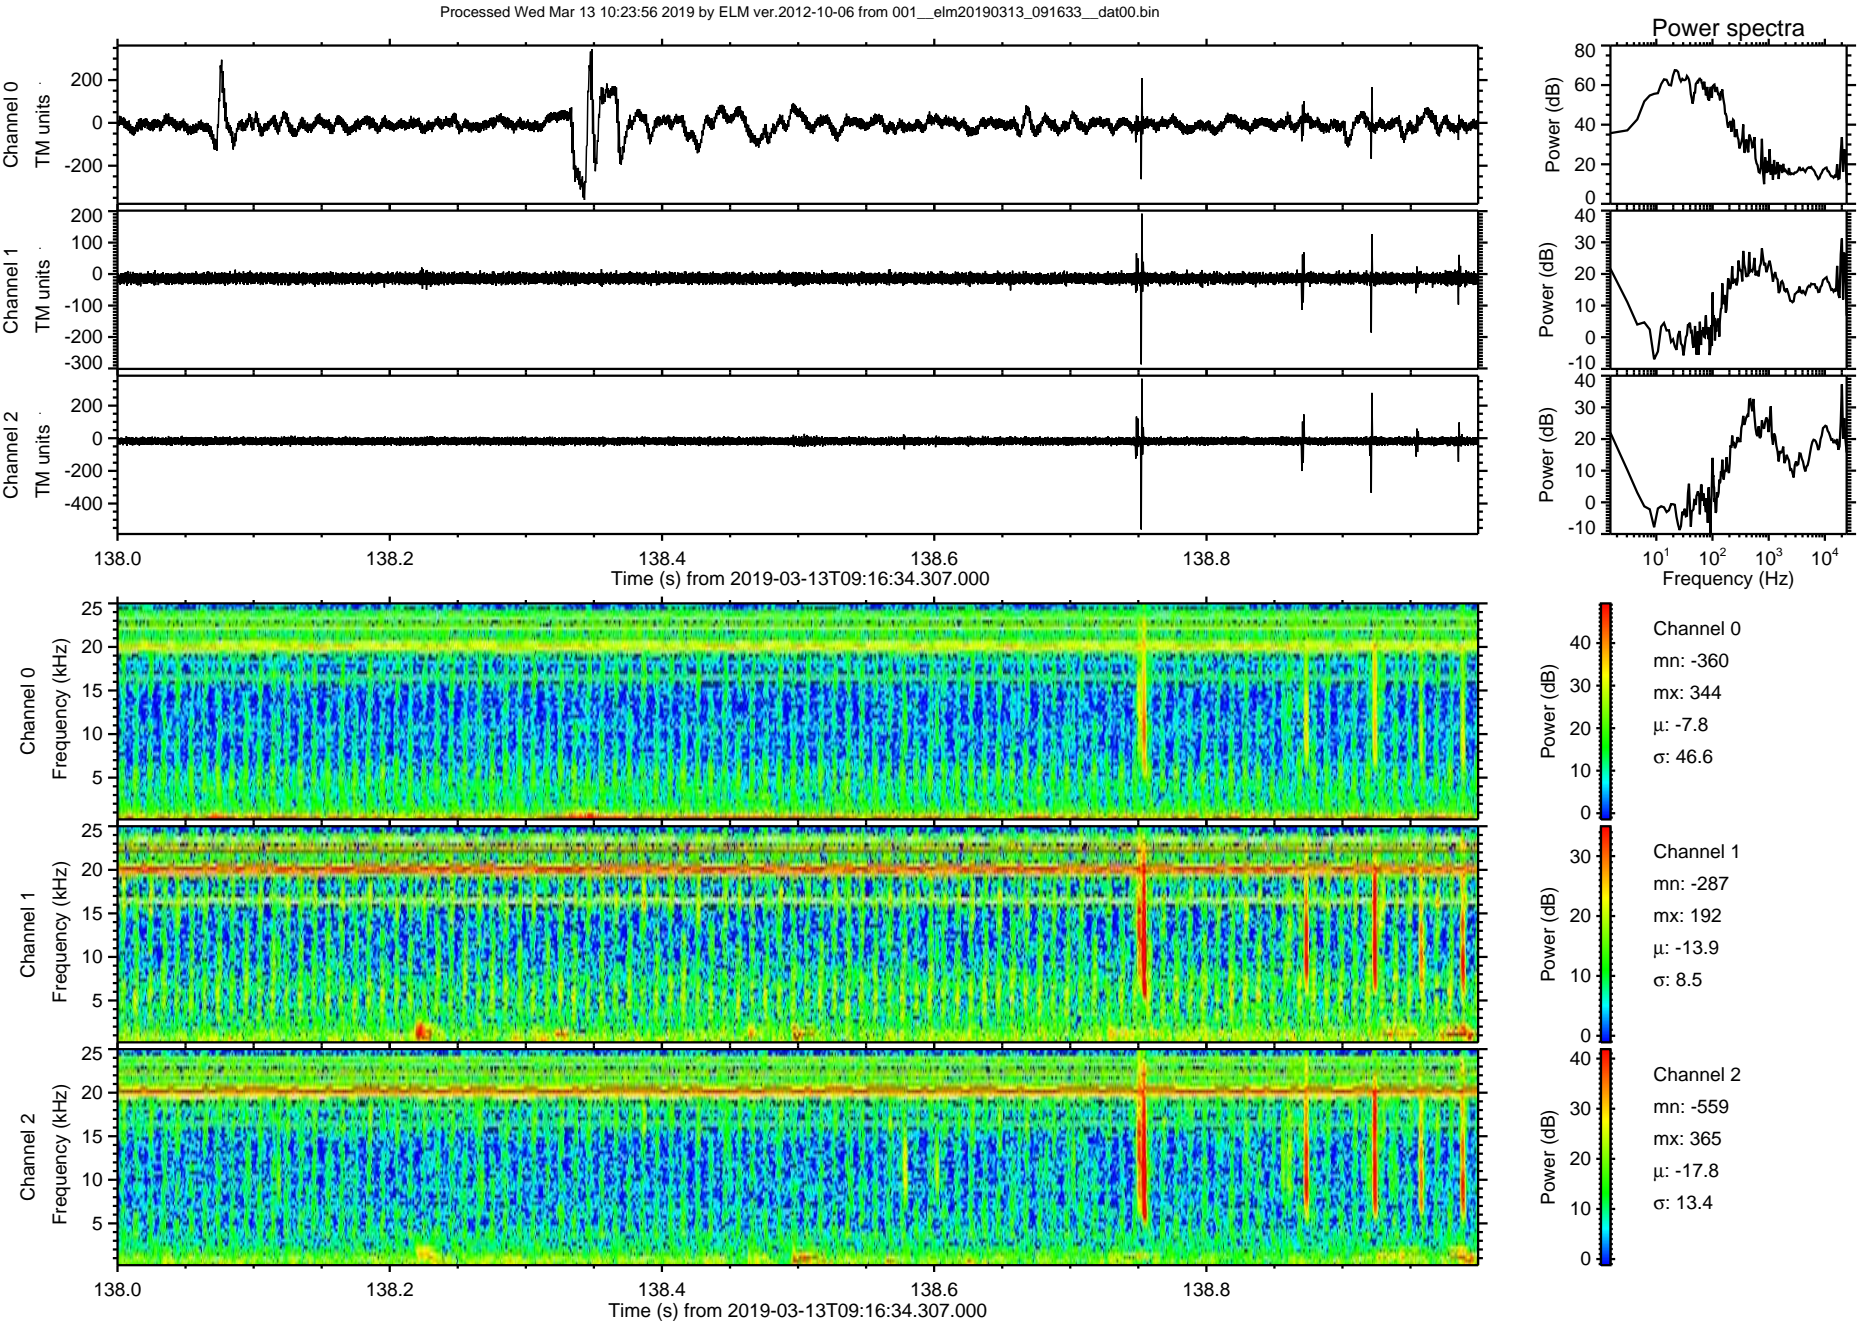 Processed Wed Mar 13 10:23:56 2019 by ELM ver.2012-10-06 from 001__elm20190313_091633__dat00.bin
Power spectra
Channel 0
TM units
200
0
-200
Power (dB)
80
60
40
20
0
Channel 1
TM units
200
100
0
-100
-200
-300
Power (dB)
40
30
20
10
0
-10
Channel 2
TM units
200
0
-200
-400
Power (dB)
40
30
20
10
0
-10
138.0 138.2 138.4 138.6 138.8
Time (s) from 2019-03-13T09:16:34.307.000
10¹ 10² 10³ 10⁴
Frequency (Hz)
Channel 0
Frequency (kHz)
25
20
15
10
5
Power (dB)
40
30
20
10
0
Channel 0
mn: -360
mx: 344
μ: -7.8
σ: 46.6
Channel 1
Frequency (kHz)
25
20
15
10
5
Power (dB)
30
20
10
0
Channel 1
mn: -287
mx: 192
μ: -13.9
σ: 8.5
Channel 2
Frequency (kHz)
25
20
15
10
5
Power (dB)
40
30
20
10
0
Channel 2
mn: -559
mx: 365
μ: -17.8
σ: 13.4
138.0 138.2 138.4 138.6 138.8
Time (s) from 2019-03-13T09:16:34.307.000